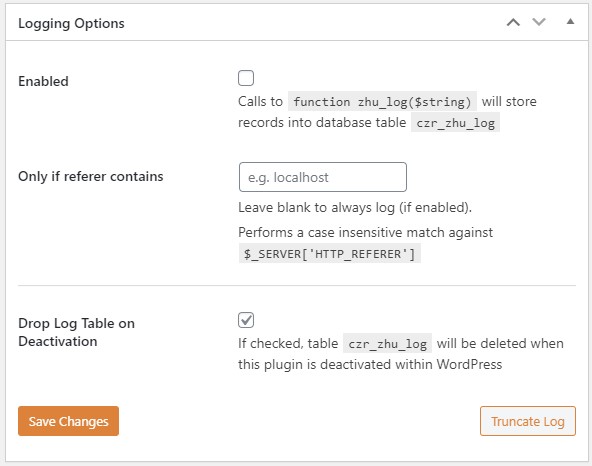 Logging Options
Enabled
Calls to function zhu_log($string) will store
records into database table czr_zhu_log
Only if referer contains
e.g. localhost
Leave blank to always log (if enabled).
Performs a case insensitive match against
$_SERVER['HTTP_REFERER']
Drop Log Table on
Deactivation
If checked, table czr_zhu_log will be deleted when
this plugin is deactivated within WordPress
Save Changes
Truncate Log